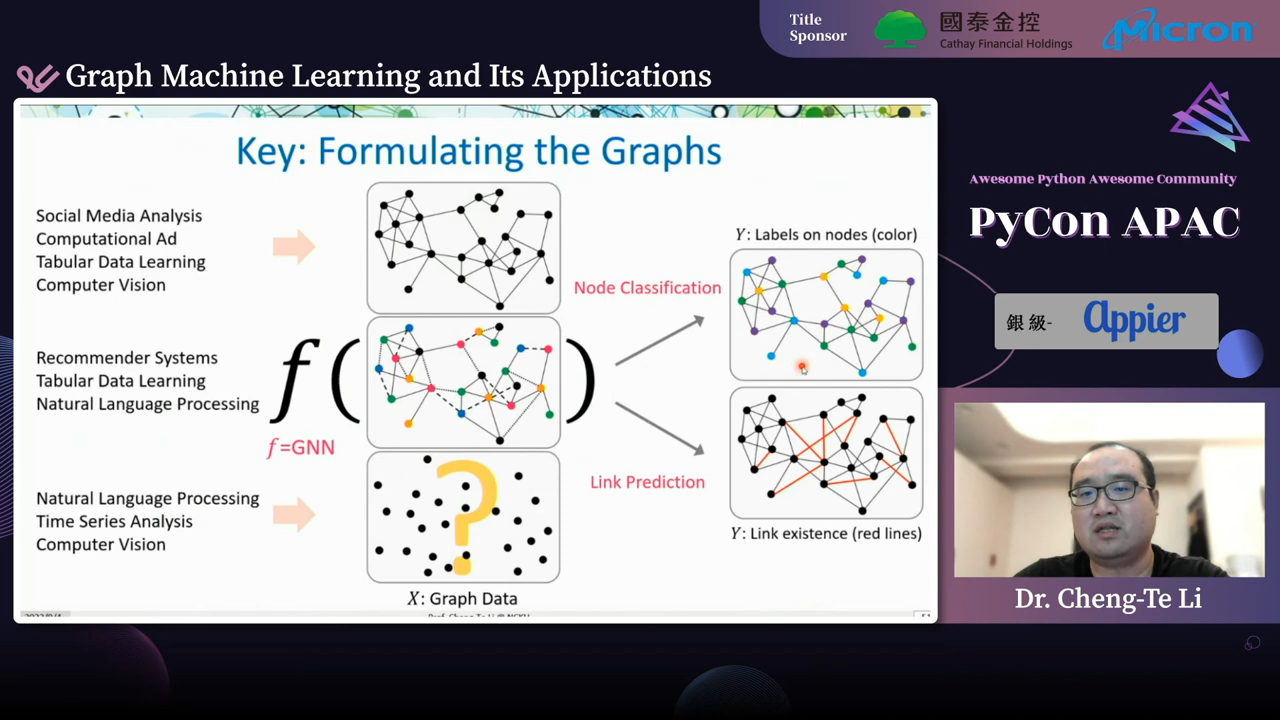 Title
Sponsor
國泰金控
Cathay Financial Holdings
Micron
Graph Machine Learning and Its Applications
Key: Formulating the Graphs
Social Media Analysis
Computational Ad
Tabular Data Learning
Computer Vision
Recommender Systems
Tabular Data Learning
Natural Language Processing
f( )
f=GNN
Natural Language Processing
Time Series Analysis
Computer Vision
?
X: Graph Data
Node Classification
Link Prediction
Y: Labels on nodes (color)
Y: Link existence (red lines)
Awesome Python Awesome Community
PyCon APAC
銀級-
Appier
Dr. Cheng-Te Li